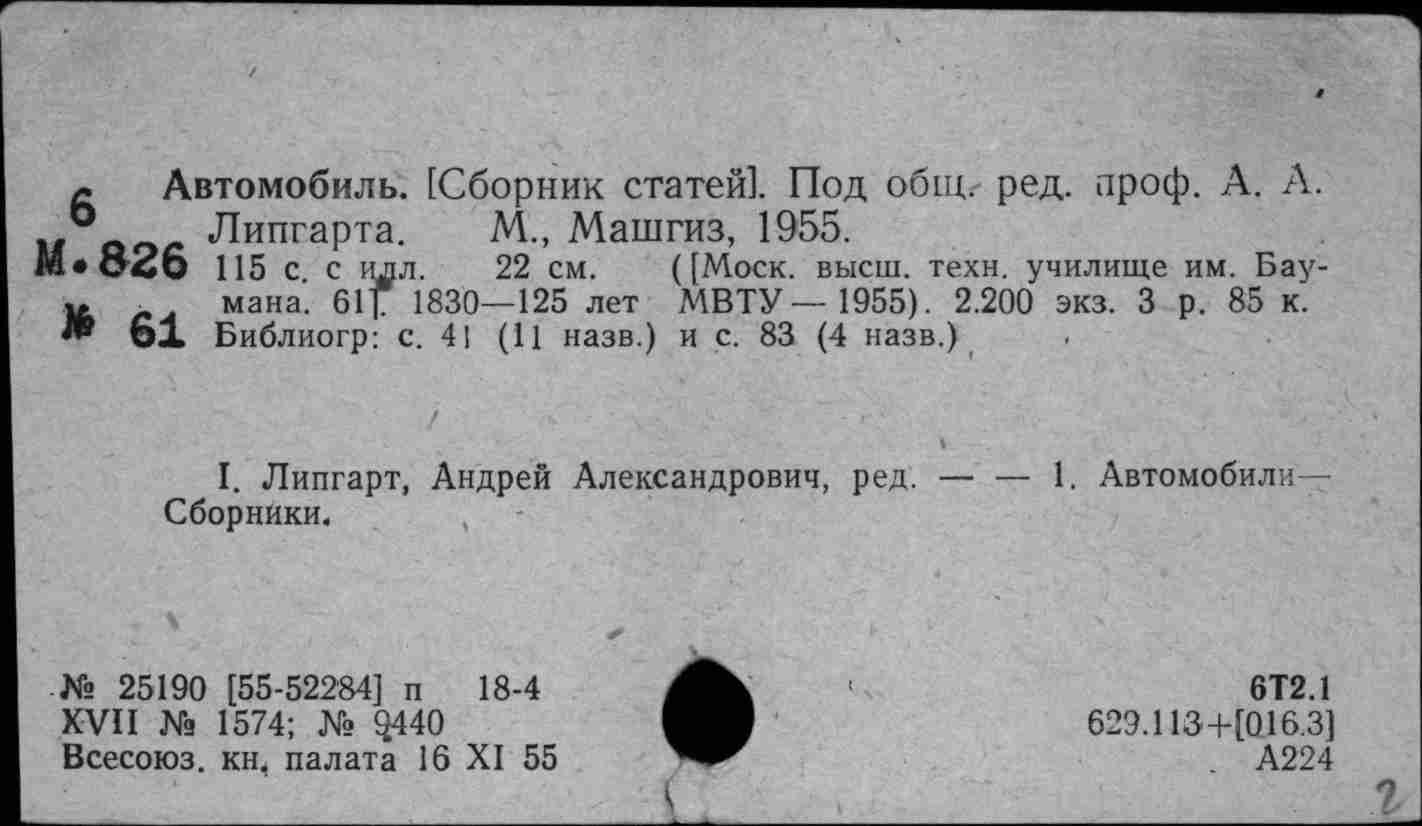 6 Автомобиль. [Сборник статей]. Под общ. ред. проф. А. А.
Липгарта. М., Машгиз, 1955.
М.826 115 с. с илл. 22 см. ([Моск. высш. техн. училище им. Бау-
мана. 61]. 1830—125 лет МВТУ — 1955). 2.200 экз. 3 р. 85 к.
№ 61 Библиогр: с. 41 (11 назв.) и с. 83 (4 назв.)
I. Липгарт, Андрей Александрович, ред. — — 1. Автомобили—
Сборники.
№ 25190 [55-52284] п 18-4
XVII № 1574; № 9440
Всесоюз. кн. палата 16 XI 55
6Т2.1
629.113+[016.3]
А224
2